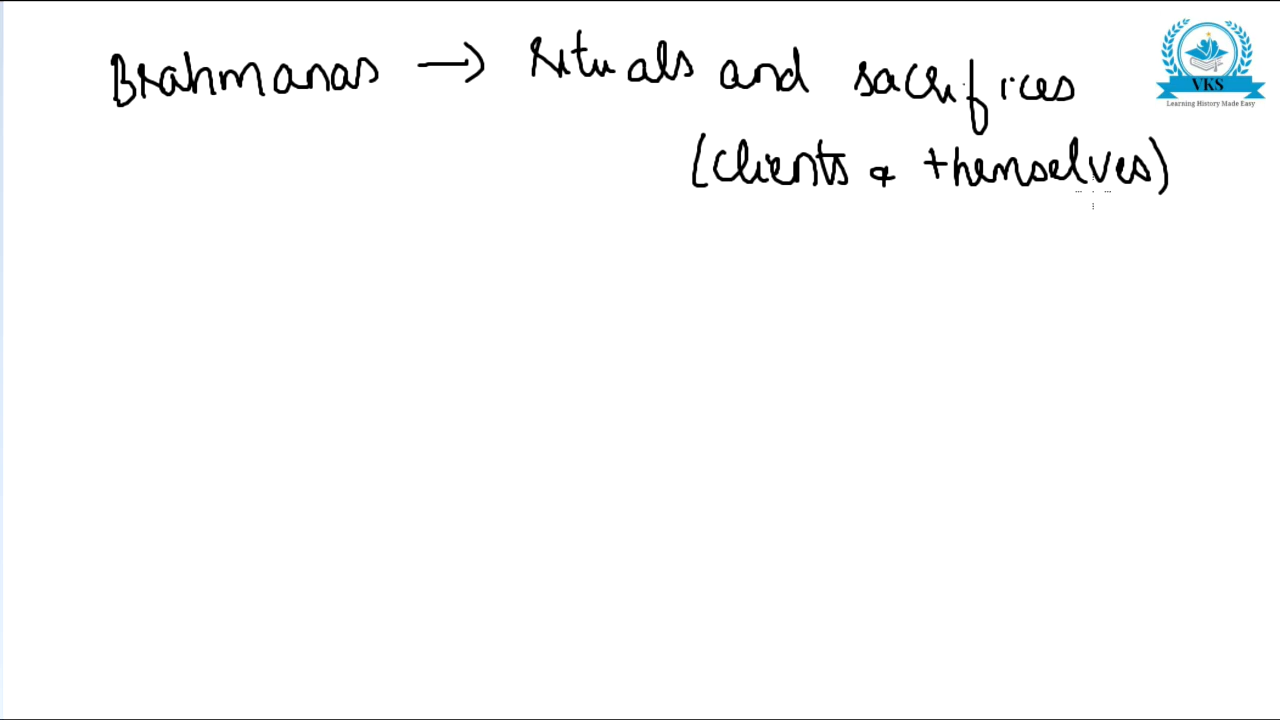 Brahmanas → Rituals and sacrifices
(clients & themselves)
VKS
Learning History Made Easy